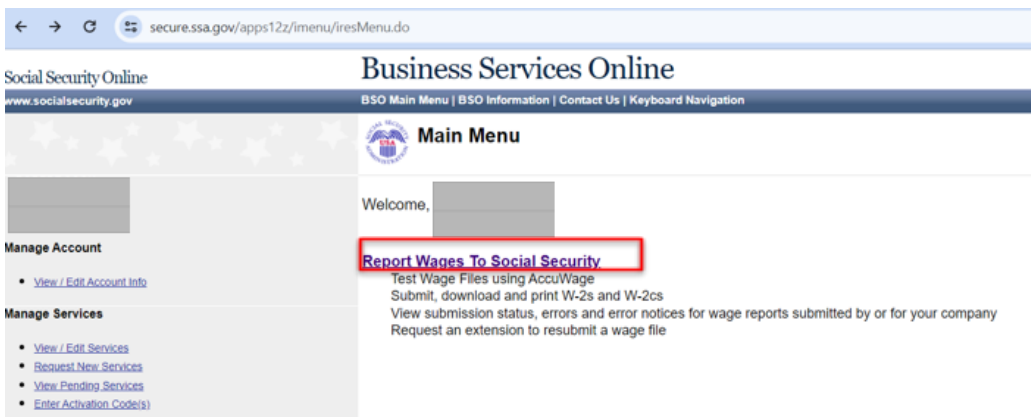 secure.ssa.gov/apps12z/imenu/iresMenu.do
Social Security Online
www.socialsecurity.gov
Business Services Online
BSO Main Menu | BSO Information | Contact Us | Keyboard Navigation
Main Menu
Welcome,
Manage Account
View / Edit Account Info
Manage Services
View / Edit Services
Request New Services
View Pending Services
Enter Activation Code(s)
Report Wages To Social Security
Test Wage Files using AccuWage
Submit, download and print W-2s and W-2cs
View submission status, errors and error notices for wage reports submitted by or for your company
Request an extension to resubmit a wage file